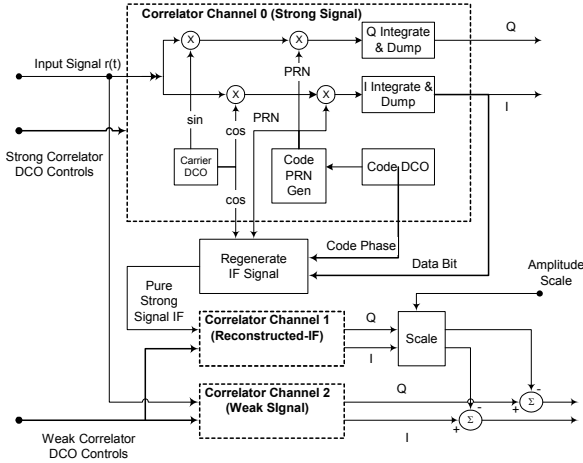 Correlator Channel 0 (Strong Signal)
Q Integrate
& Dump
Q
Input Signal r(t)
X
X
PRN
I Integrate &
Dump
I
X
X
sin
cos
PRN
Strong Correlator
DCO Controls
Carrier
DCO
Code
PRN
Gen
Code DCO
cos
Regenerate
IF Signal
Code Phase
Data Bit
Amplitude
Scale
Pure
Strong
Signal IF
Correlator Channel 1
(Reconstructed-IF)
Q
I
Scale
Correlator Channel 2
(Weak SIgnal)
Q
I
-
+
Σ
-
+
Σ
Weak Correlator
DCO Controls